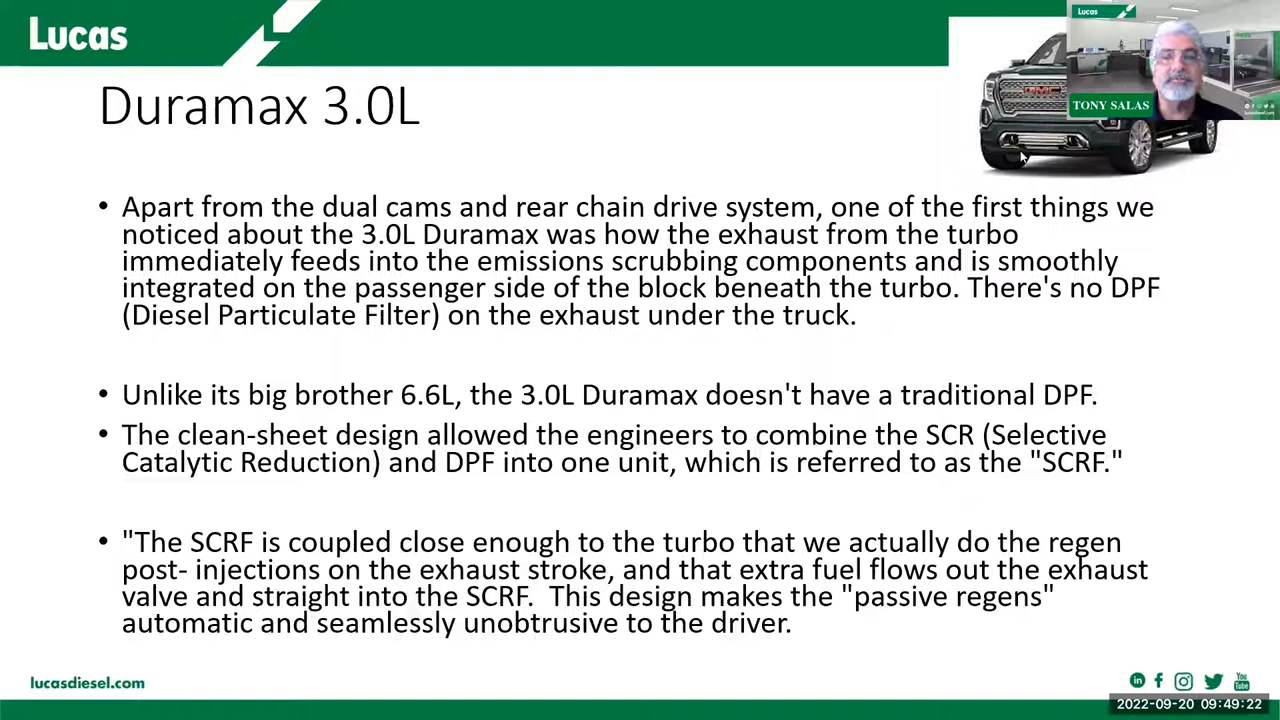 Lucas
Lucas
GMC
TONY SALAS
Duramax 3.0L
• Apart from the dual cams and rear chain drive system, one of the first things we
noticed about the 3.0L Duramax was how the exhaust from the turbo
immediately feeds into the emissions scrubbing components and is smoothly
integrated on the passenger side of the block beneath the turbo. There's no DPF
(Diesel Particulate Filter) on the exhaust under the truck.
• Unlike its big brother 6.6L, the 3.0L Duramax doesn't have a traditional DPF.
• The clean-sheet design allowed the engineers to combine the SCR (Selective
Catalytic Reduction) and DPF into one unit, which is referred to as the "SCRF."
• "The SCRF is coupled close enough to the turbo that we actually do the regen
post- injections on the exhaust stroke, and that extra fuel flows out the exhaust
valve and straight into the SCRF.  This design makes the "passive regens"
automatic and seamlessly unobtrusive to the driver.
lucasdiesel.com
in
f
You
Tube
2022-09-20 09:49:22